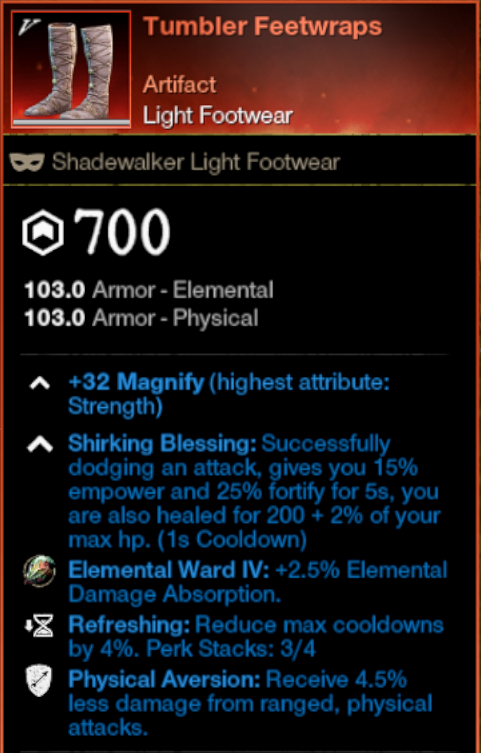 V
Tumbler Feetwraps
Artifact
Light Footwear
Shadewalker Light Footwear
700
103.0 Armor - Elemental
103.0 Armor - Physical
+32 Magnify (highest attribute:
Strength)
Shirking Blessing: Successfully
dodging an attack, gives you 15%
empower and 25% fortify for 5s, you
are also healed for 200 + 2% of your
max hp. (1s Cooldown)
Elemental Ward IV: +2.5% Elemental
Damage Absorption.
Refreshing: Reduce max cooldowns
by 4%. Perk Stacks: 3/4
Physical Aversion: Receive 4.5%
less damage from ranged, physical
attacks.